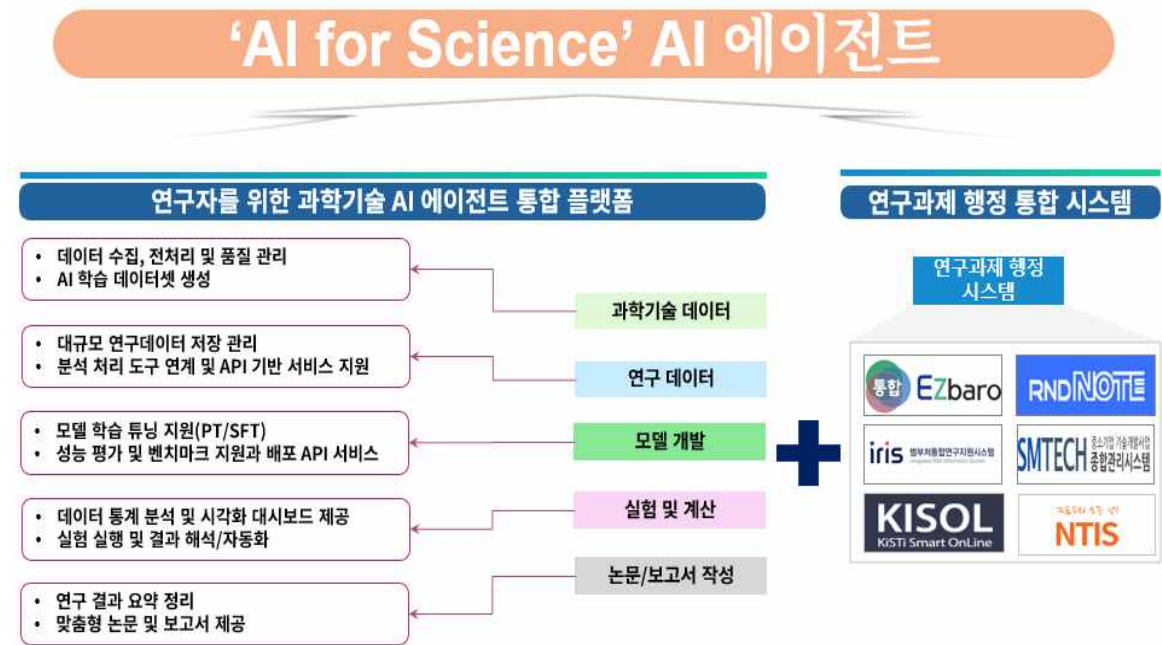 ‘AI for Science’ AI 에이전트
연구자를 위한 과학기술 AI 에이전트 통합 플랫폼
• 데이터 수집, 전처리 및 품질 관리
• AI 학습 데이터셋 생성
과학기술 데이터
• 대규모 연구데이터 저장 관리
• 분석 처리 도구 연계 및 API 기반 서비스 지원
연구 데이터
• 모델 학습 튜닝 지원(PT/SFT)
• 성능 평가 및 벤치마크 지원과 배포 API 서비스
모델 개발
• 데이터 통계 분석 및 시각화 대시보드 제공
• 실험 실행 및 결과 해석/자동화
실험 및 계산
• 연구 결과 요약 정리
• 맞춤형 논문 및 보고서 제공
논문/보고서 작성
연구과제 행정 통합 시스템
연구과제 행정
시스템
통합 EZbaro
RNDNOTE
iris 범부처통합연구지원시스템
SMTECH 중소기업 기술개발사업
종합관리시스템
KISOL
KiSTi Smart OnLine
NTIS